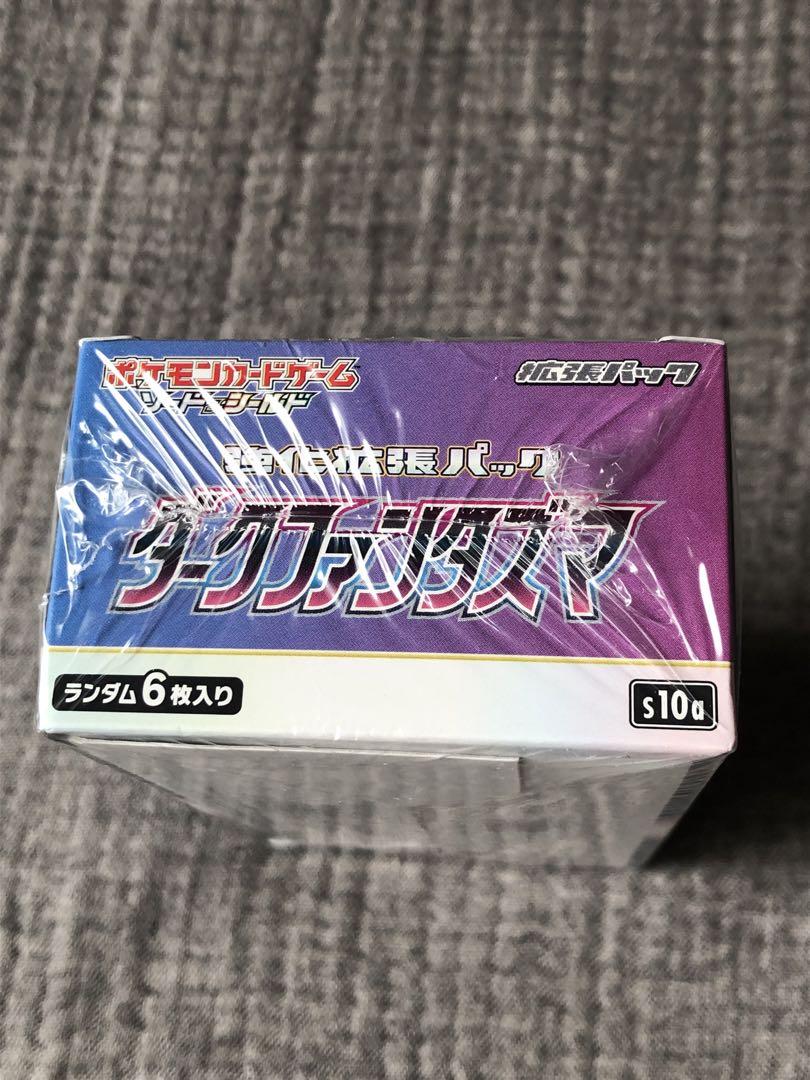 ポケモンカードゲーム
ソード&シールド
拡張パック
強化拡張パック
ダークファンタズマ
ランダム6枚入り
s10a